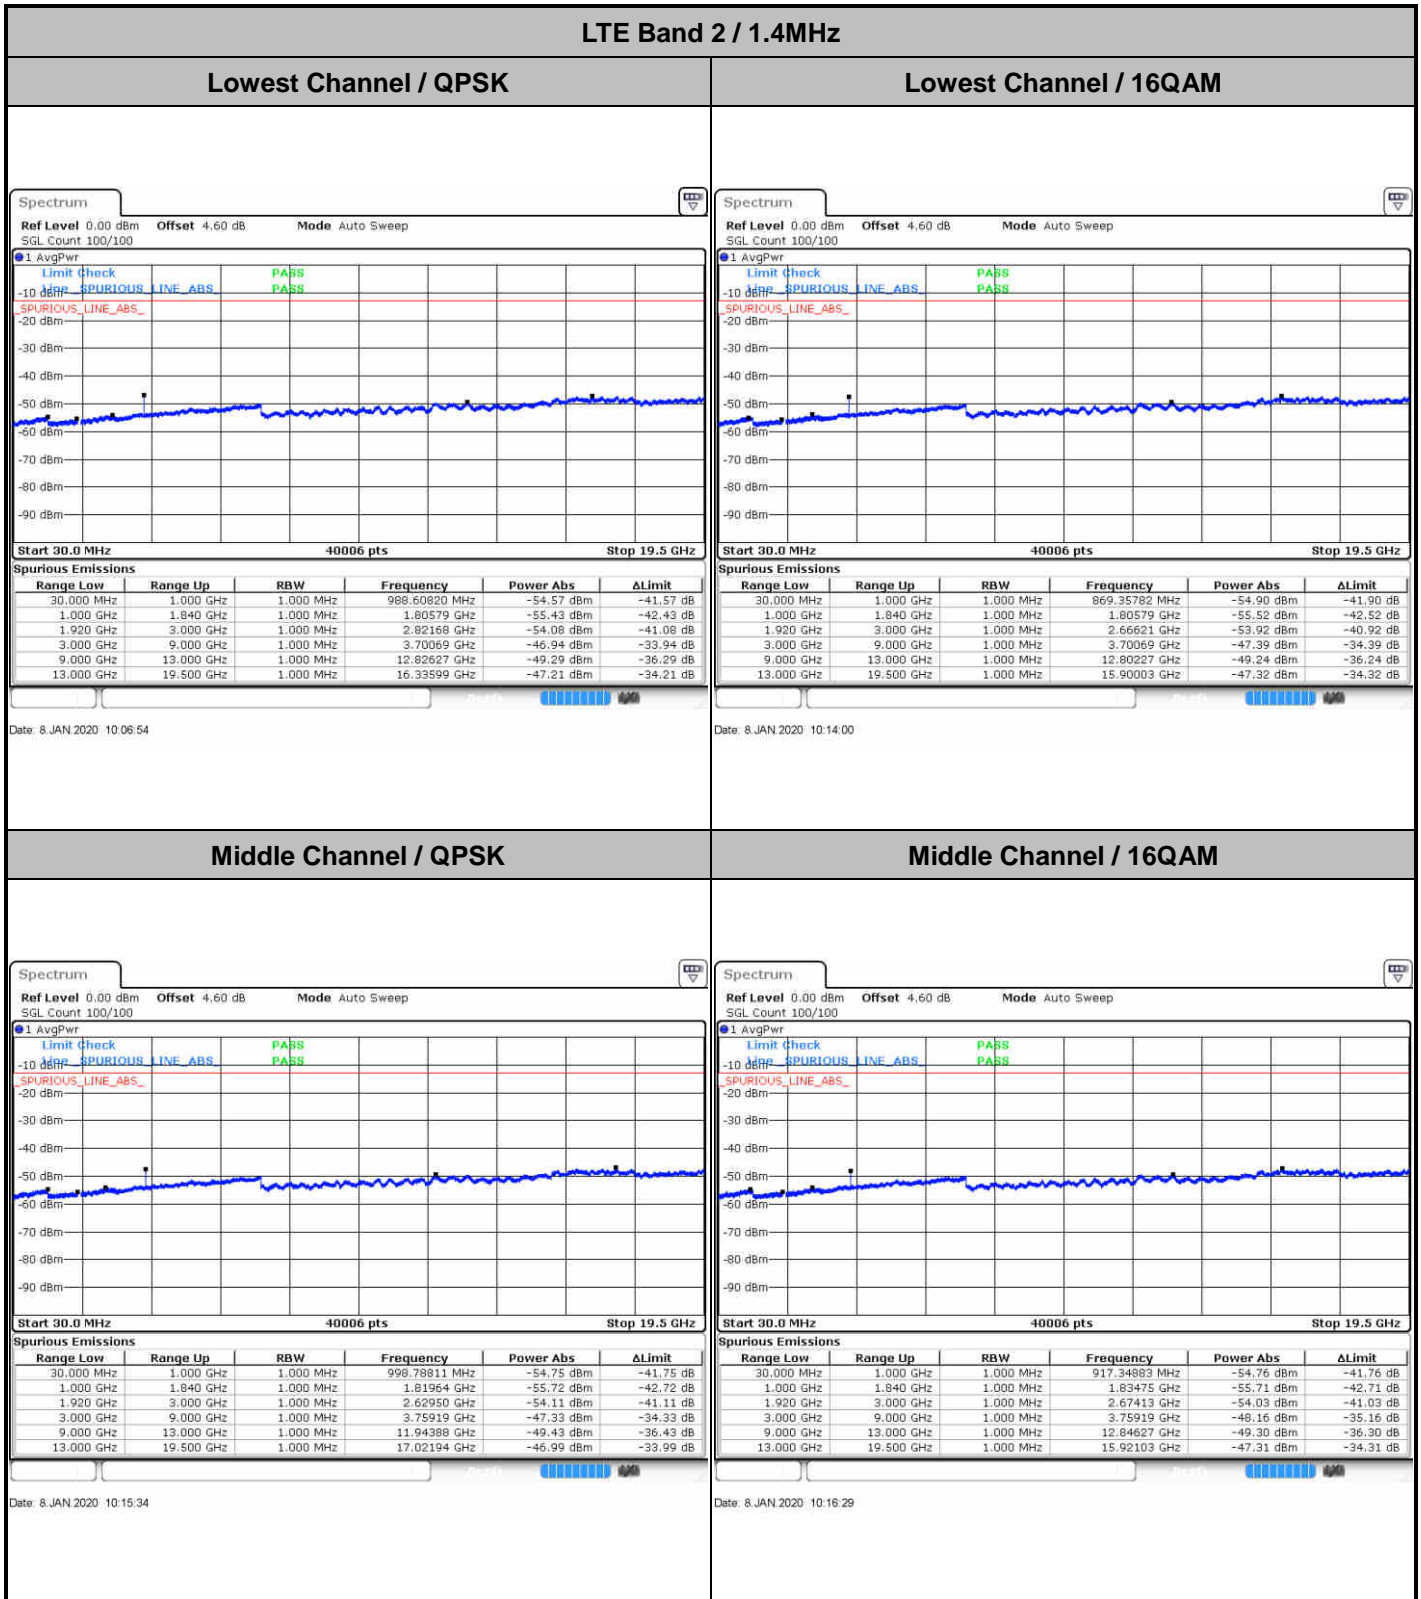 LTE Band 2 / 1.4MHz
Lowest Channel / QPSK
Lowest Channel / 16QAM
Spectrum
Ref Level 0.00 dBm Offset 4.60 dB Mode Auto Sweep
SGL Count 100/100
1 AvgPwr
Limit Check PASS
Line _SPURIOUS_LINE_ABS_ PASS
-10 dBm
_SPURIOUS_LINE_ABS_
-20 dBm
-30 dBm
-40 dBm
-50 dBm
-60 dBm
-70 dBm
-80 dBm
-90 dBm
Start 30.0 MHz 40006 pts Stop 19.5 GHz
Spurious Emissions
Range Low Range Up RBW Frequency Power Abs ΔLimit
30.000 MHz 1.000 GHz 1.000 MHz 988.60820 MHz -54.57 dBm -41.57 dB
1.000 GHz 1.840 GHz 1.000 MHz 1.80579 GHz -55.43 dBm -42.43 dB
1.920 GHz 3.000 GHz 1.000 MHz 2.82168 GHz -54.08 dBm -41.08 dB
3.000 GHz 9.000 GHz 1.000 MHz 3.70069 GHz -46.94 dBm -33.94 dB
9.000 GHz 13.000 GHz 1.000 MHz 12.82627 GHz -49.29 dBm -36.29 dB
13.000 GHz 19.500 GHz 1.000 MHz 16.33599 GHz -47.21 dBm -34.21 dB
Date: 8.JAN.2020 10:06:54
Spectrum
Ref Level 0.00 dBm Offset 4.60 dB Mode Auto Sweep
SGL Count 100/100
1 AvgPwr
Limit Check PASS
Line _SPURIOUS_LINE_ABS_ PASS
-10 dBm
_SPURIOUS_LINE_ABS_
-20 dBm
-30 dBm
-40 dBm
-50 dBm
-60 dBm
-70 dBm
-80 dBm
-90 dBm
Start 30.0 MHz 40006 pts Stop 19.5 GHz
Spurious Emissions
Range Low Range Up RBW Frequency Power Abs ΔLimit
30.000 MHz 1.000 GHz 1.000 MHz 869.35782 MHz -54.90 dBm -41.90 dB
1.000 GHz 1.840 GHz 1.000 MHz 1.80579 GHz -55.52 dBm -42.52 dB
1.920 GHz 3.000 GHz 1.000 MHz 2.66621 GHz -53.92 dBm -40.92 dB
3.000 GHz 9.000 GHz 1.000 MHz 3.70069 GHz -47.39 dBm -34.39 dB
9.000 GHz 13.000 GHz 1.000 MHz 12.80227 GHz -49.24 dBm -36.24 dB
13.000 GHz 19.500 GHz 1.000 MHz 15.90003 GHz -47.32 dBm -34.32 dB
Date: 8.JAN.2020 10:14:00
Middle Channel / QPSK
Middle Channel / 16QAM
Spectrum
Ref Level 0.00 dBm Offset 4.60 dB Mode Auto Sweep
SGL Count 100/100
1 AvgPwr
Limit Check PASS
Line _SPURIOUS_LINE_ABS_ PASS
-10 dBm
_SPURIOUS_LINE_ABS_
-20 dBm
-30 dBm
-40 dBm
-50 dBm
-60 dBm
-70 dBm
-80 dBm
-90 dBm
Start 30.0 MHz 40006 pts Stop 19.5 GHz
Spurious Emissions
Range Low Range Up RBW Frequency Power Abs ΔLimit
30.000 MHz 1.000 GHz 1.000 MHz 998.78811 MHz -54.75 dBm -41.75 dB
1.000 GHz 1.840 GHz 1.000 MHz 1.81964 GHz -55.72 dBm -42.72 dB
1.920 GHz 3.000 GHz 1.000 MHz 2.62950 GHz -54.11 dBm -41.11 dB
3.000 GHz 9.000 GHz 1.000 MHz 3.75919 GHz -47.33 dBm -34.33 dB
9.000 GHz 13.000 GHz 1.000 MHz 11.94388 GHz -49.43 dBm -36.43 dB
13.000 GHz 19.500 GHz 1.000 MHz 17.02194 GHz -46.99 dBm -33.99 dB
Date: 8.JAN.2020 10:15:34
Spectrum
Ref Level 0.00 dBm Offset 4.60 dB Mode Auto Sweep
SGL Count 100/100
1 AvgPwr
Limit Check PASS
Line _SPURIOUS_LINE_ABS_ PASS
-10 dBm
_SPURIOUS_LINE_ABS_
-20 dBm
-30 dBm
-40 dBm
-50 dBm
-60 dBm
-70 dBm
-80 dBm
-90 dBm
Start 30.0 MHz 40006 pts Stop 19.5 GHz
Spurious Emissions
Range Low Range Up RBW Frequency Power Abs ΔLimit
30.000 MHz 1.000 GHz 1.000 MHz 917.34883 MHz -54.76 dBm -41.76 dB
1.000 GHz 1.840 GHz 1.000 MHz 1.83475 GHz -55.71 dBm -42.71 dB
1.920 GHz 3.000 GHz 1.000 MHz 2.67413 GHz -54.03 dBm -41.03 dB
3.000 GHz 9.000 GHz 1.000 MHz 3.75919 GHz -48.16 dBm -35.16 dB
9.000 GHz 13.000 GHz 1.000 MHz 12.84627 GHz -49.30 dBm -36.30 dB
13.000 GHz 19.500 GHz 1.000 MHz 15.92103 GHz -47.31 dBm -34.31 dB
Date: 8.JAN.2020 10:16:29